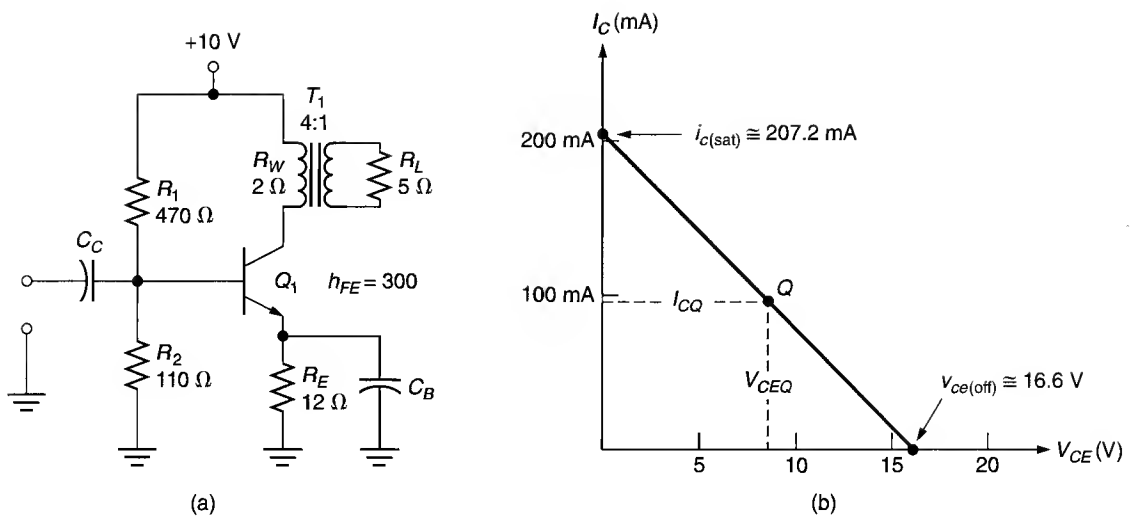 +10 V
T1
4:1
RW
2 Ω
RL
5 Ω
R1
470 Ω
CC
Q1
hFE = 300
R2
110 Ω
RE
12 Ω
CB
(a)
IC (mA)
200 mA
ic(sat) ≅ 207.2 mA
100 mA
ICQ
Q
VCEQ
vce(off) ≅ 16.6 V
5
10
15
20
VCE (V)
(b)